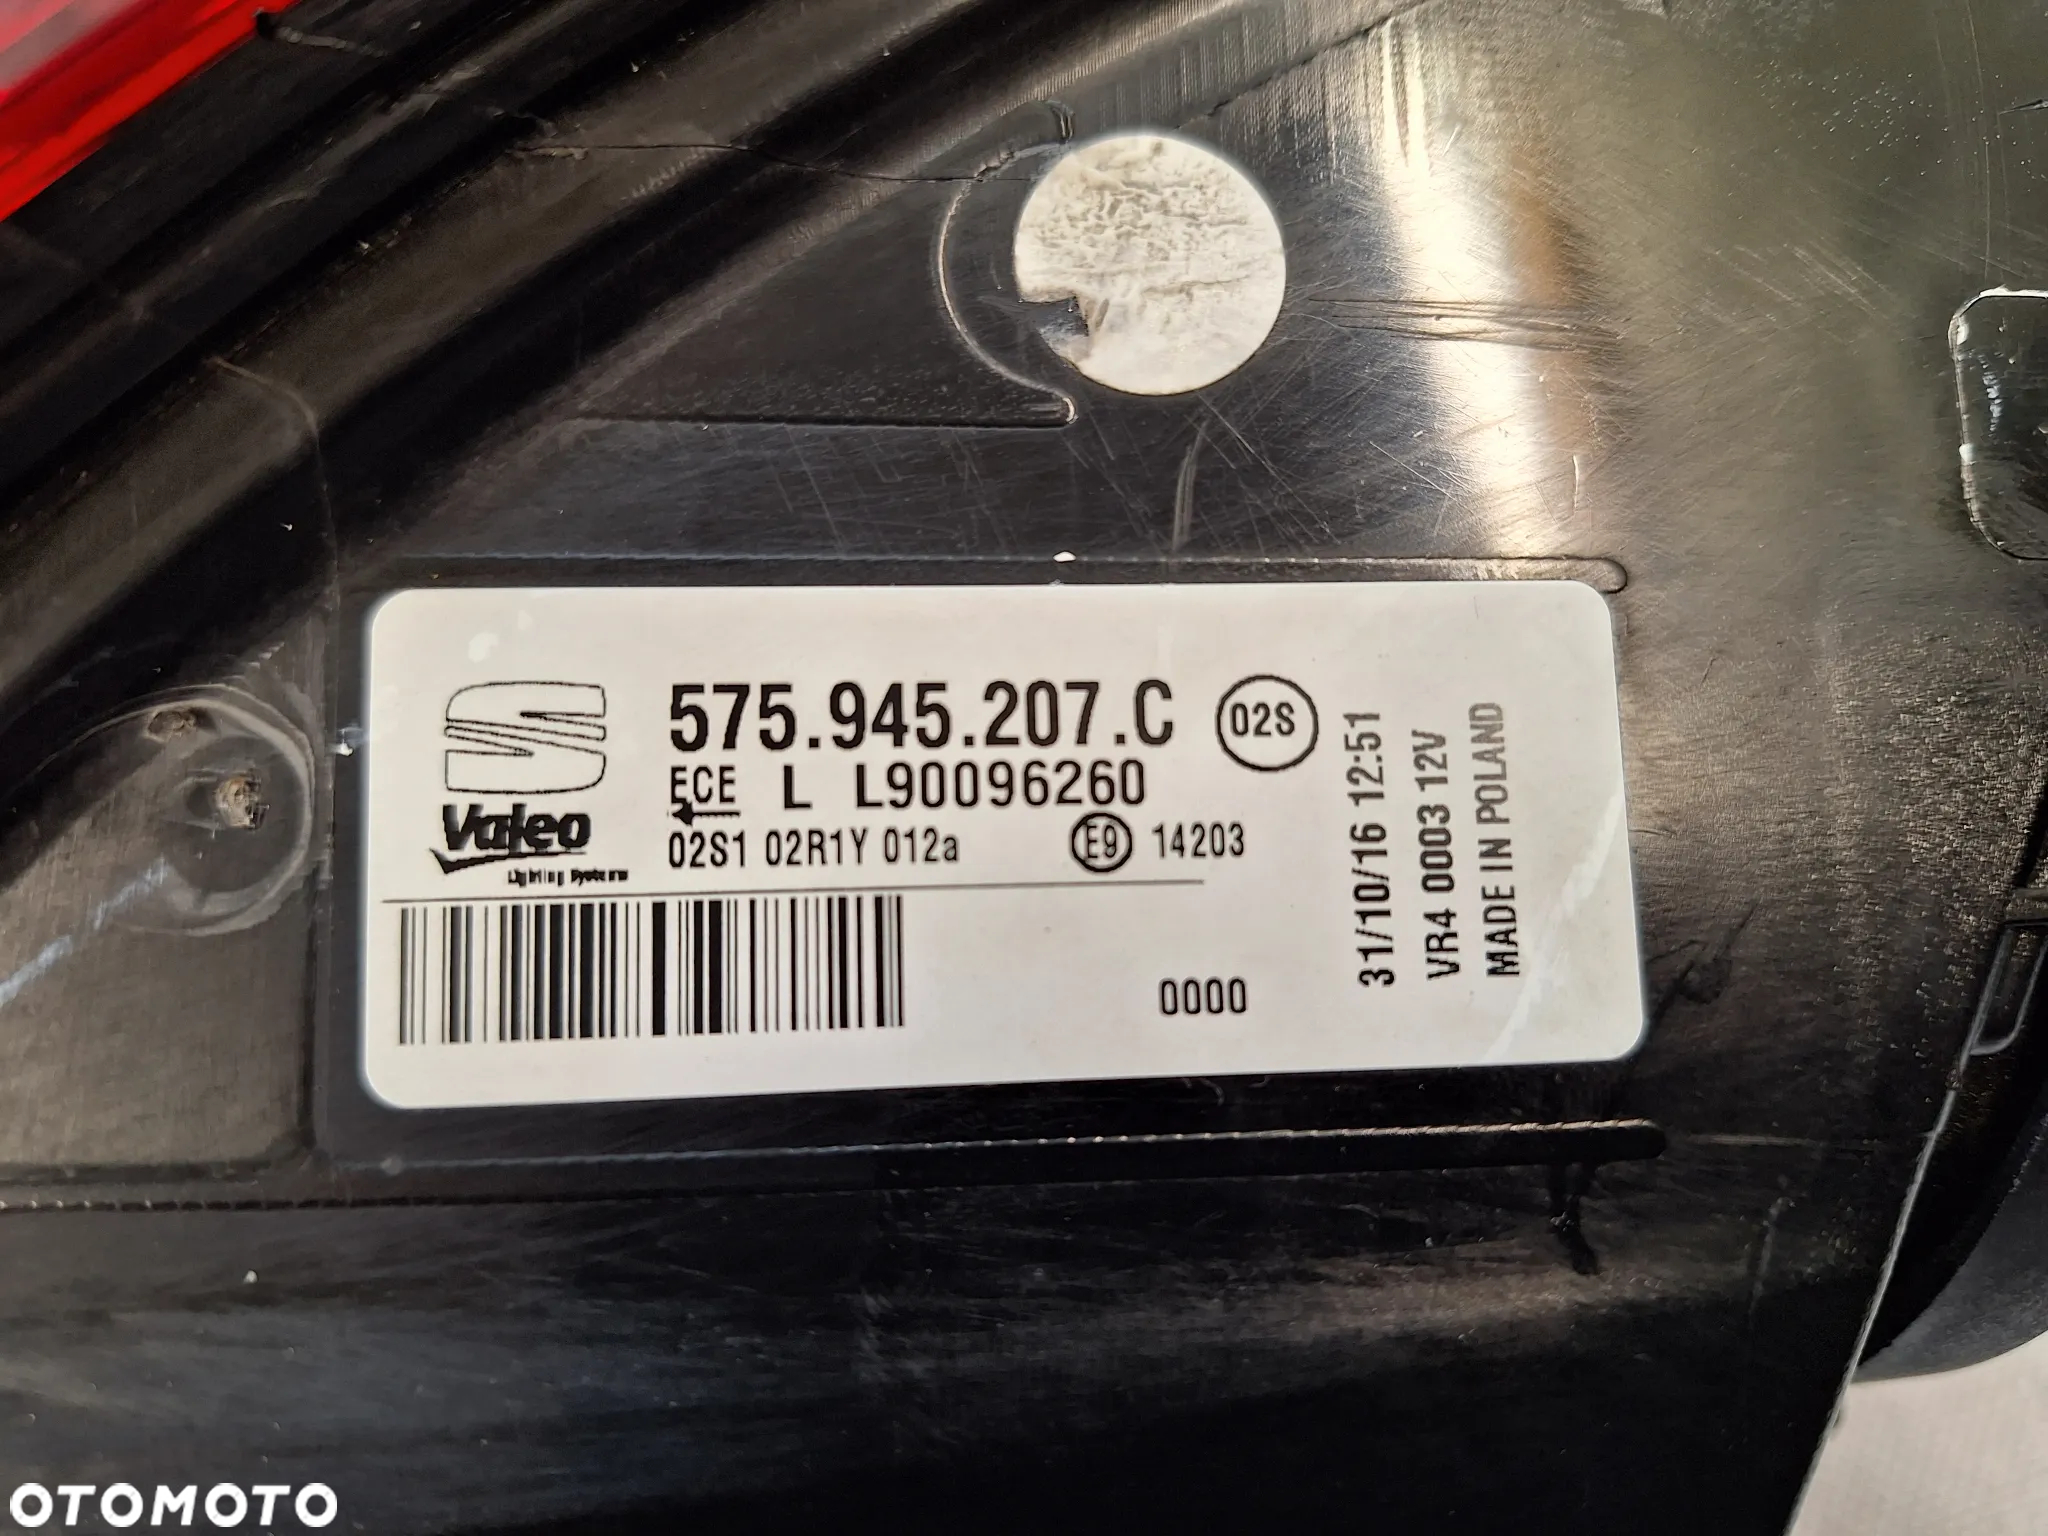 575.945.207.C 02S
ECE L L90096260
02S1 02R1Y 012a E9 14203
Valeo
Lighting Systems
0000
31/10/16 12:51
VR4 0003 12V
MADE IN POLAND
OTOMOTO